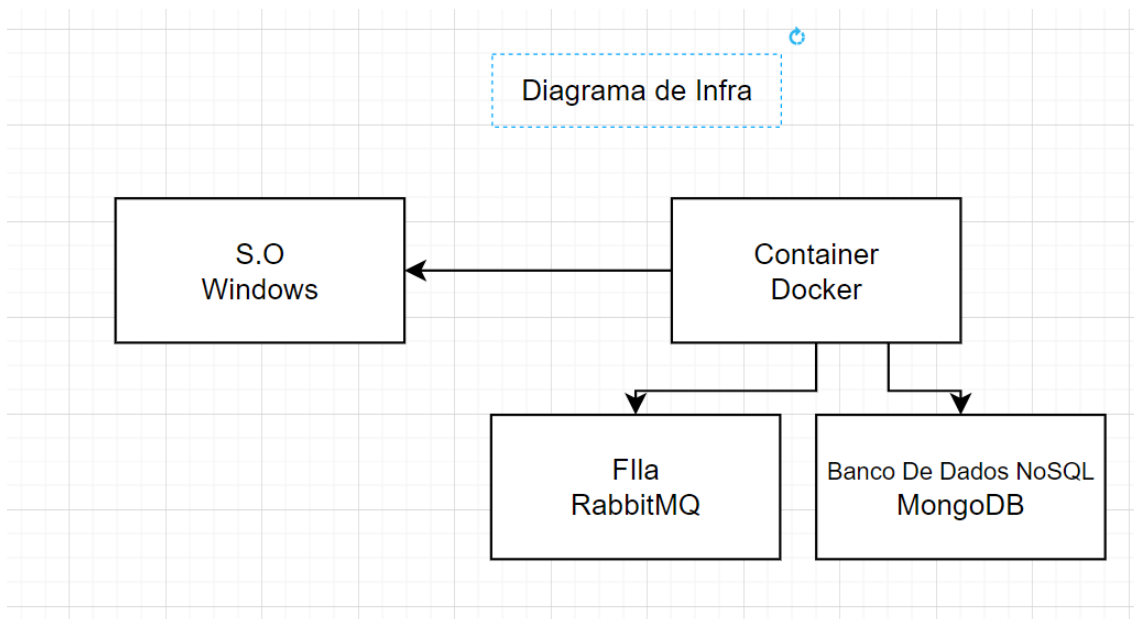 Diagrama de Infra
S.O
Windows
Container
Docker
FIla
RabbitMQ
Banco De Dados NoSQL
MongoDB